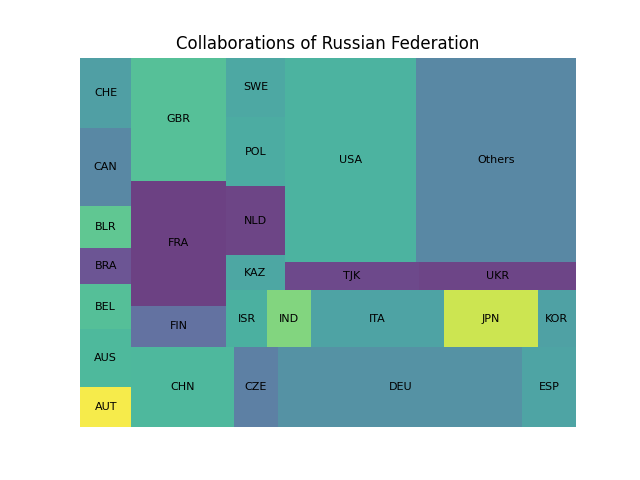 Collaborations of Russian Federation
CHE
GBR
SWE
USA
Others
CAN
POL
BLR
FRA
NLD
BRA
KAZ
TJK
UKR
BEL
FIN
ISR
IND
ITA
JPN
KOR
AUS
CHN
CZE
DEU
ESP
AUT